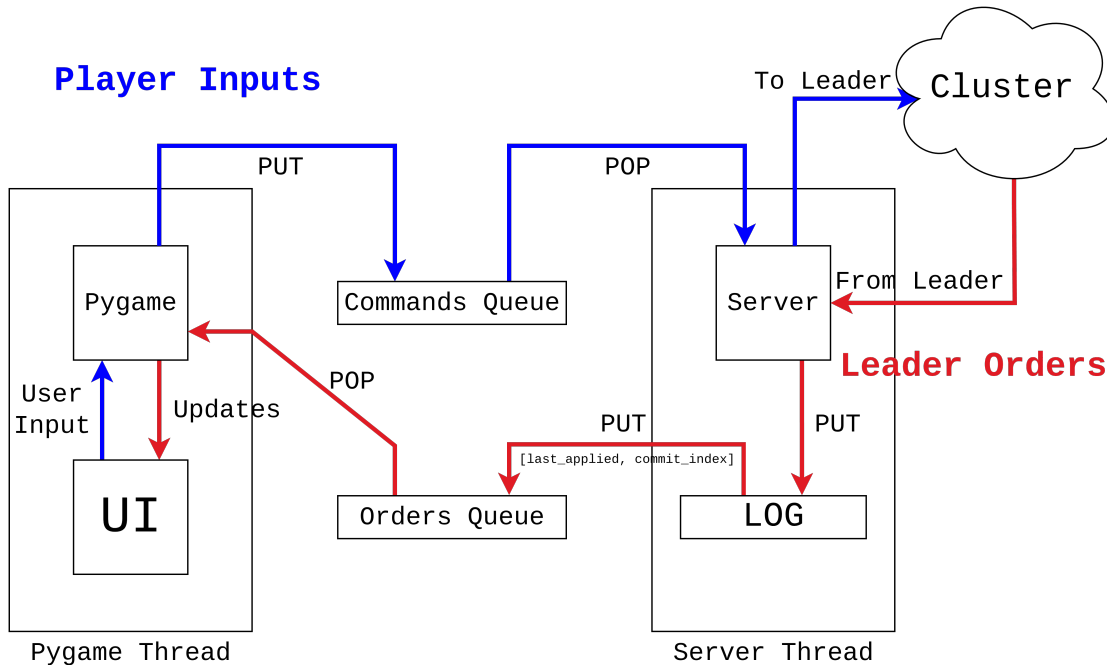 Player Inputs
To Leader
Cluster
PUT
POP
Pygame
Commands Queue
Server
From Leader
Leader Orders
User
Input
Updates
POP
PUT
PUT
[last_applied, commit_index]
UI
Orders Queue
LOG
Pygame Thread
Server Thread